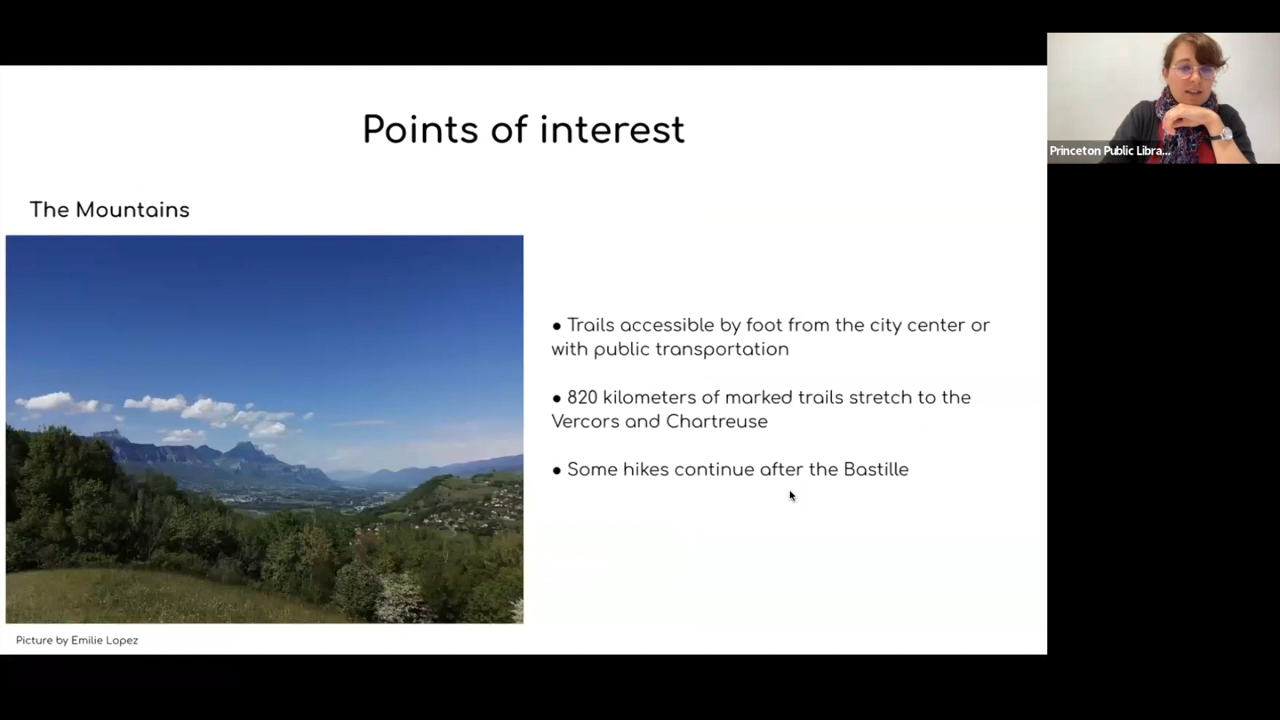 Points of interest
The Mountains
● Trails accessible by foot from the city center or
with public transportation
● 820 kilometers of marked trails stretch to the
Vercors and Chartreuse
● Some hikes continue after the Bastille
Picture by Emilie Lopez
Princeton Public Libra...